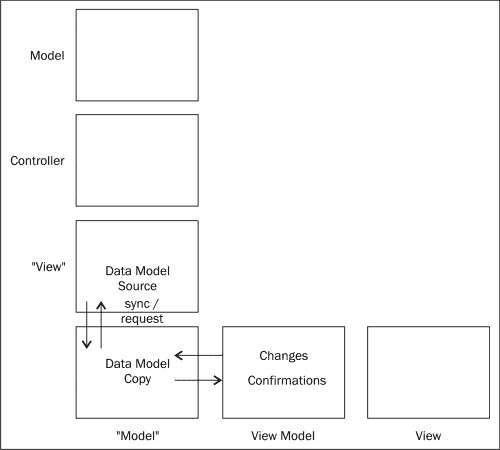 Model
Controller
"View"
Data Model
Source
sync /
request
Data Model
Copy
Changes
Confirmations
"Model"
View Model
View